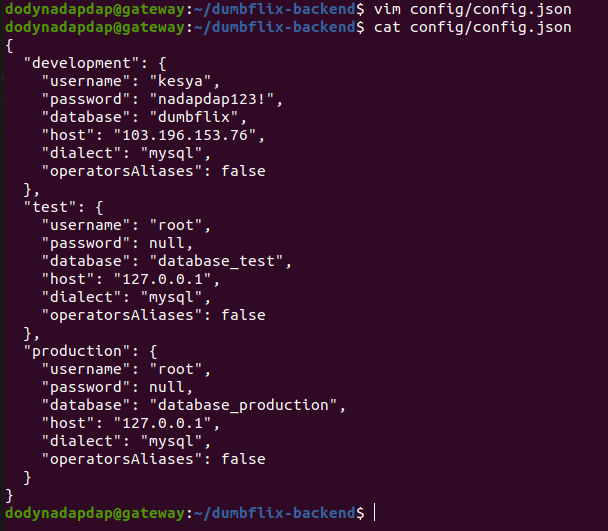 dodynadapdap@gateway:~/dumbflix-backend$ vim config/config.json
dodynadapdap@gateway:~/dumbflix-backend$ cat config/config.json
{
  "development": {
    "username": "kesya",
    "password": "nadapdap123!",
    "database": "dumbflix",
    "host": "103.196.153.76",
    "dialect": "mysql",
    "operatorsAliases": false
  },
  "test": {
    "username": "root",
    "password": null,
    "database": "database_test",
    "host": "127.0.0.1",
    "dialect": "mysql",
    "operatorsAliases": false
  },
  "production": {
    "username": "root",
    "password": null,
    "database": "database_production",
    "host": "127.0.0.1",
    "dialect": "mysql",
    "operatorsAliases": false
  }
}
dodynadapdap@gateway:~/dumbflix-backend$